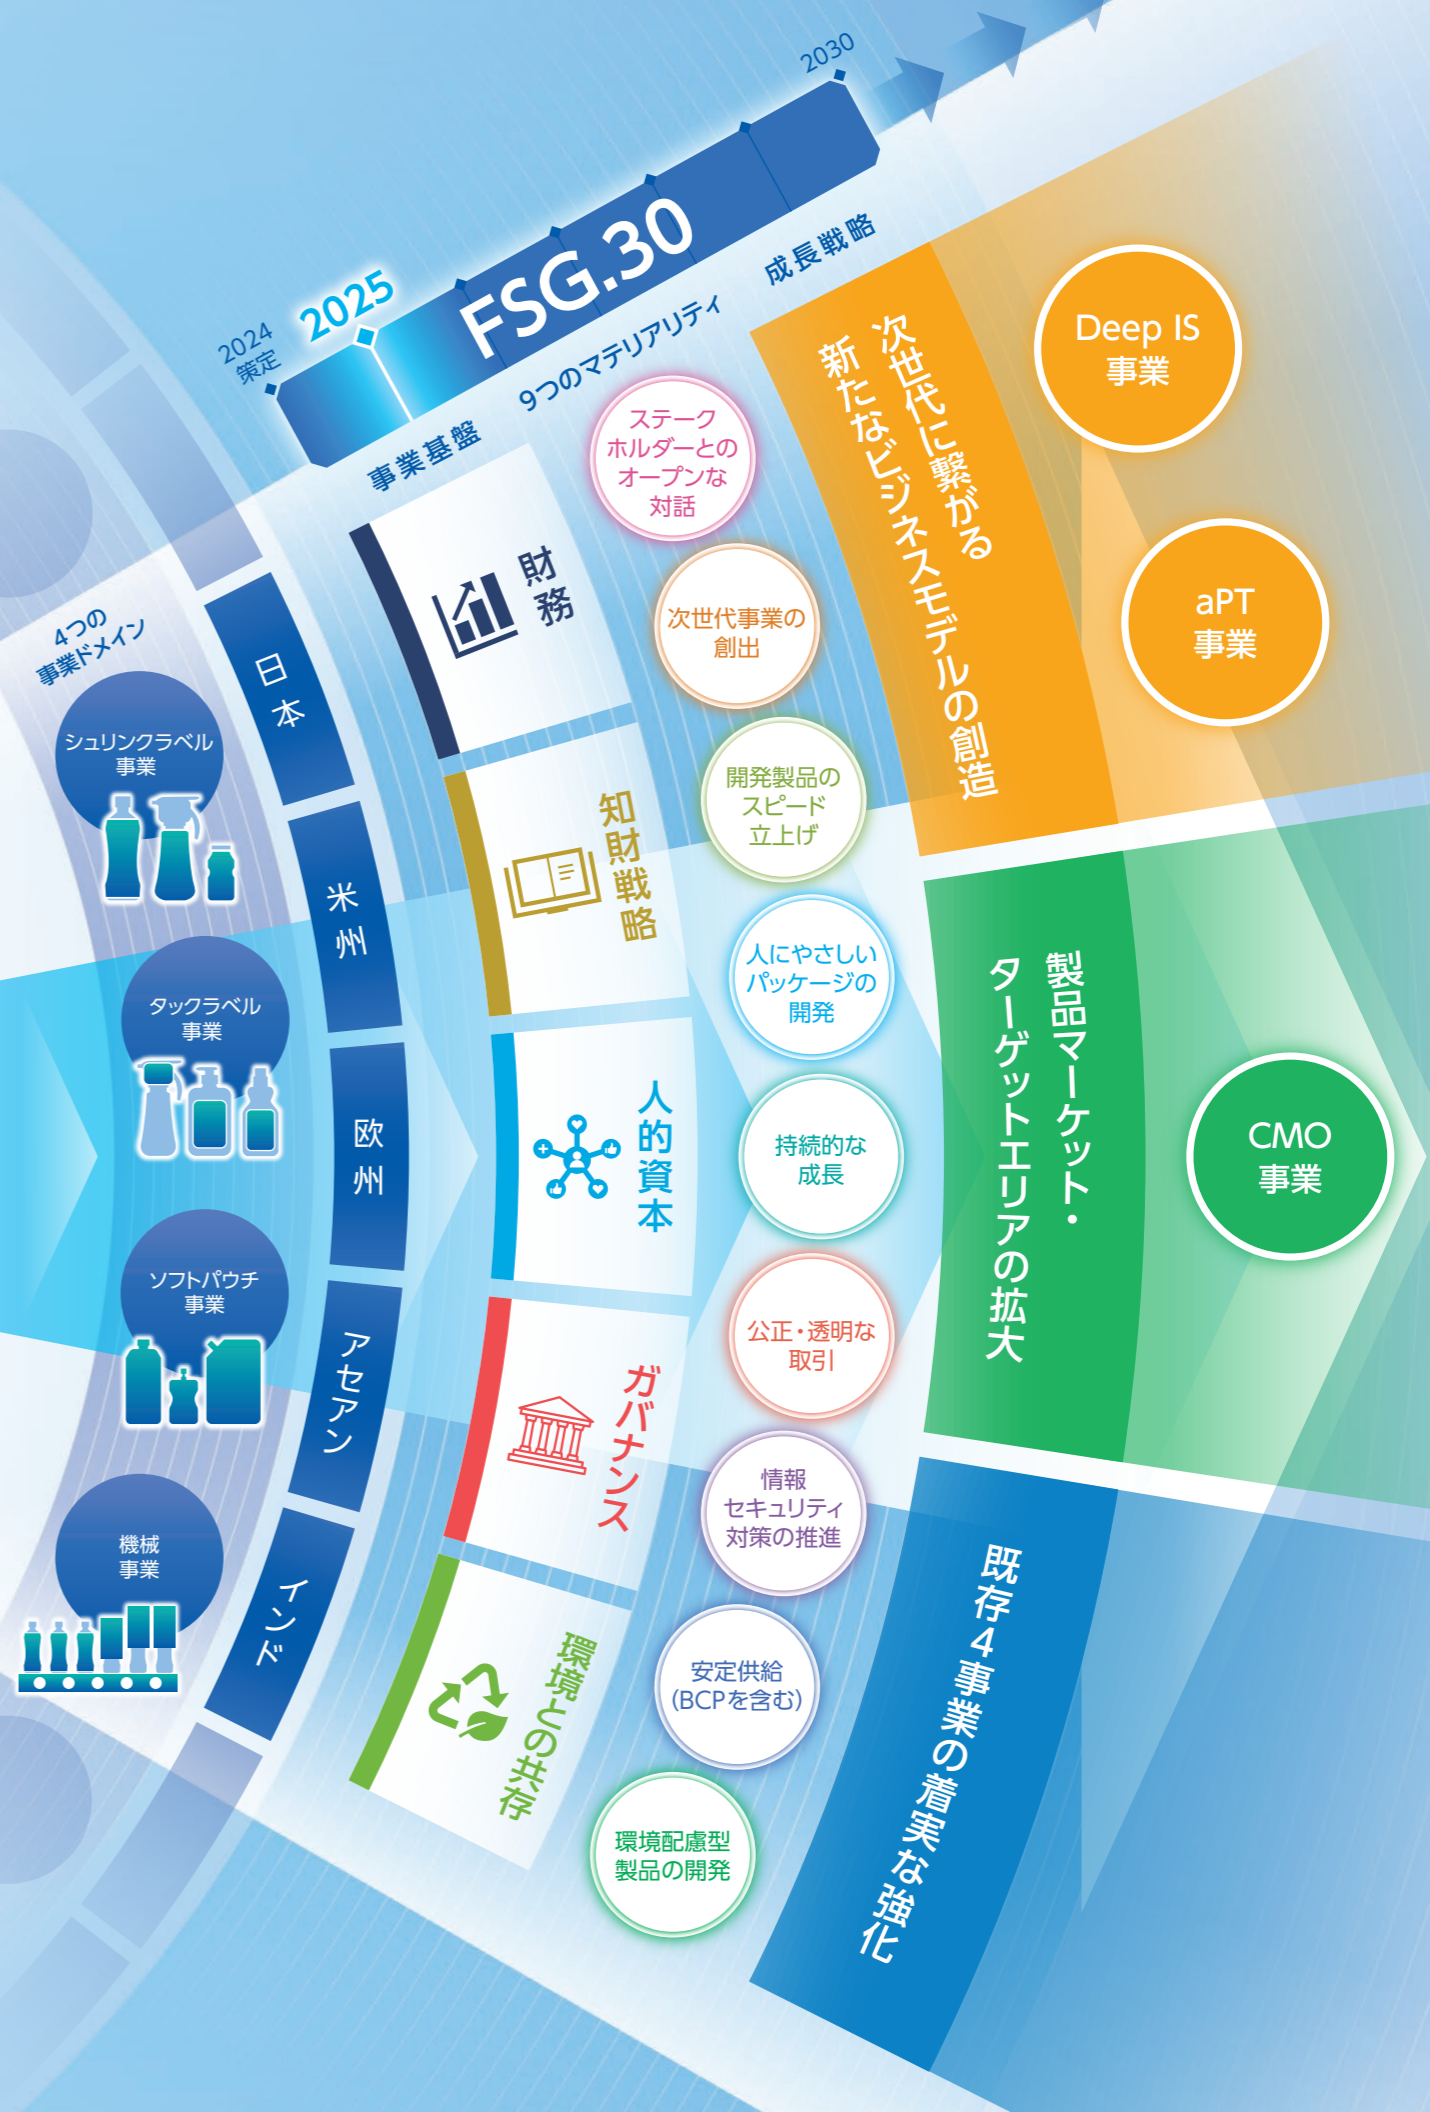 2024
策定
2025
FSG.30
2030
4つの
事業ドメイン
シュリンクラベル
事業
タックラベル
事業
ソフトパウチ
事業
機械
事業
日本
米州
欧州
アセアン
インド
事業基盤
財務
知財戦略
人的資本
ガバナンス
環境との共存
9つのマテリアリティ
ステーク
ホルダーとの
オープンな
対話
次世代事業の
創出
開発製品の
スピード
立上げ
人にやさしい
パッケージの
開発
持続的な
成長
公正・透明な
取引
情報
セキュリティ
対策の推進
安定供給
(BCPを含む)
環境配慮型
製品の開発
成長戦略
次世代に繋がる
新たなビジネスモデルの創造
Deep IS
事業
aPT
事業
製品マーケット・
ターゲットエリアの拡大
CMO
事業
既存4事業の着実な強化